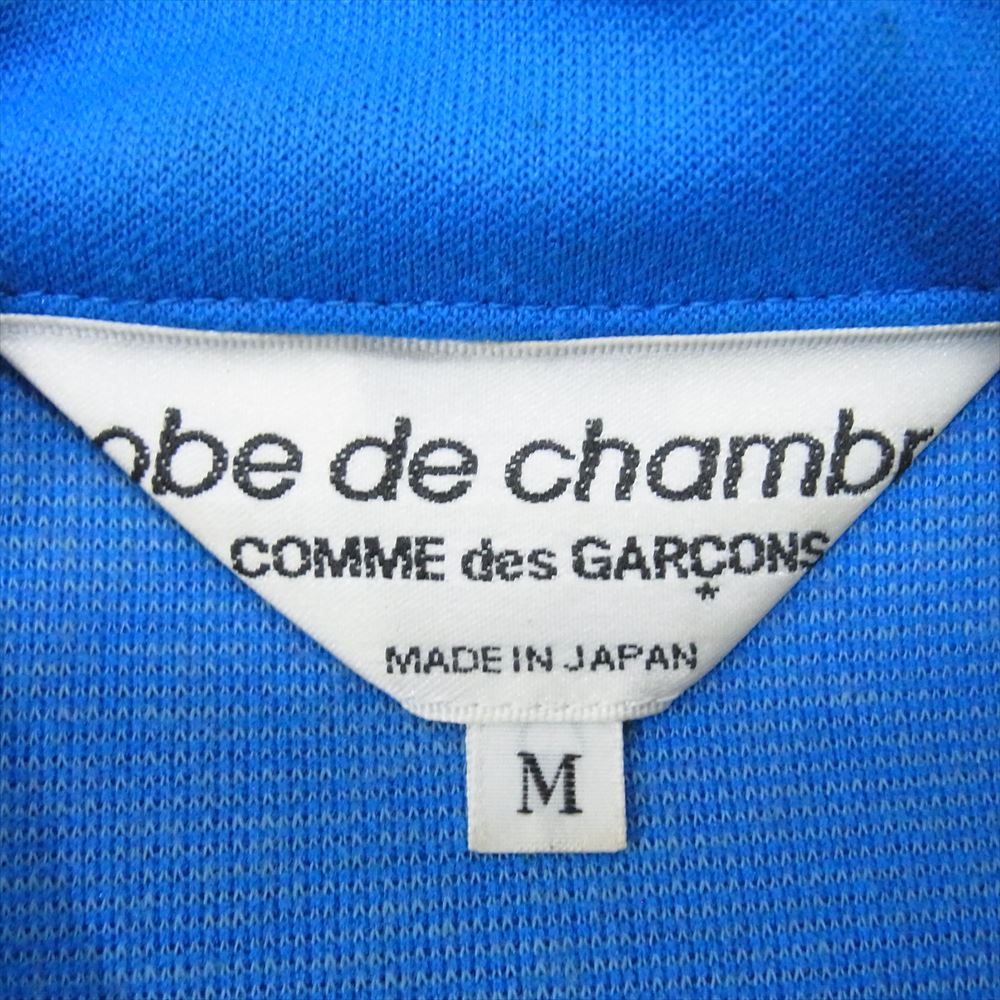 obe de chambr
COMME des GARÇONS
*
MADE IN JAPAN
M